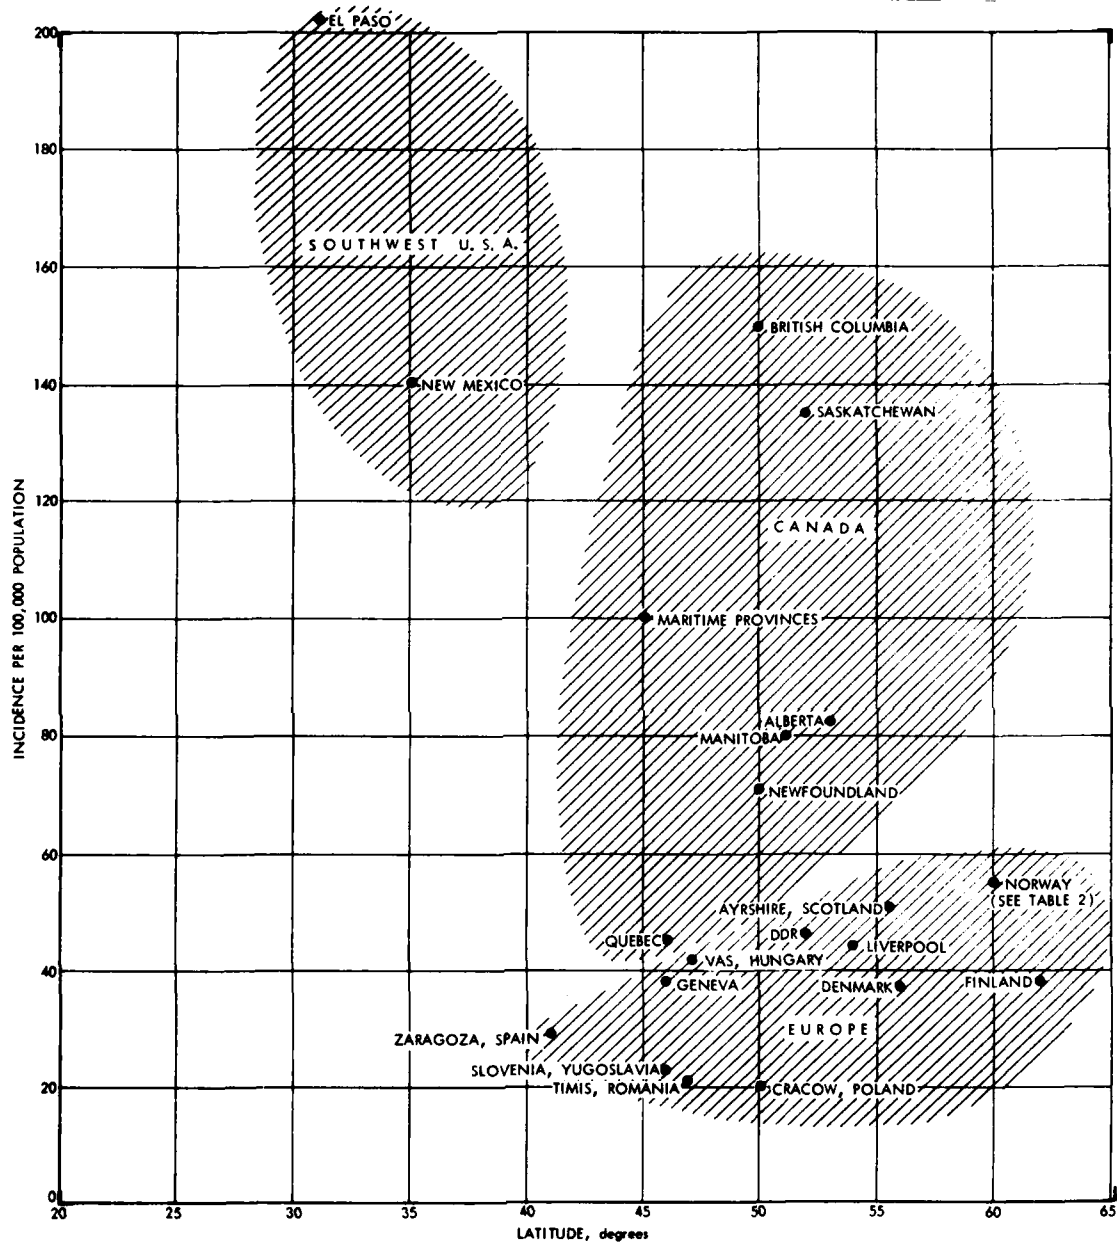 200
EL PASO
180
SOUTHWEST U.S.A.
160
BRITISH COLUMBIA
140
NEW MEXICO
SASKATCHEWAN
120
CANADA
INCIDENCE PER 100,000 POPULATION
100
MARITIME PROVINCES
ALBERTA
80
MANITOBA
NEWFOUNDLAND
60
NORWAY
(SEE TABLE 2)
AYRSHIRE, SCOTLAND
DDR
QUEBEC
LIVERPOOL
VAS, HUNGARY
40
GENEVA
DENMARK
FINLAND
EUROPE
ZARAGOZA, SPAIN
SLOVENIA, YUGOSLAVIA
20
TIMIS, ROMANIA
CRACOW, POLAND
0
20 25 30 35 40 45 50 55 60 65
LATITUDE, degrees